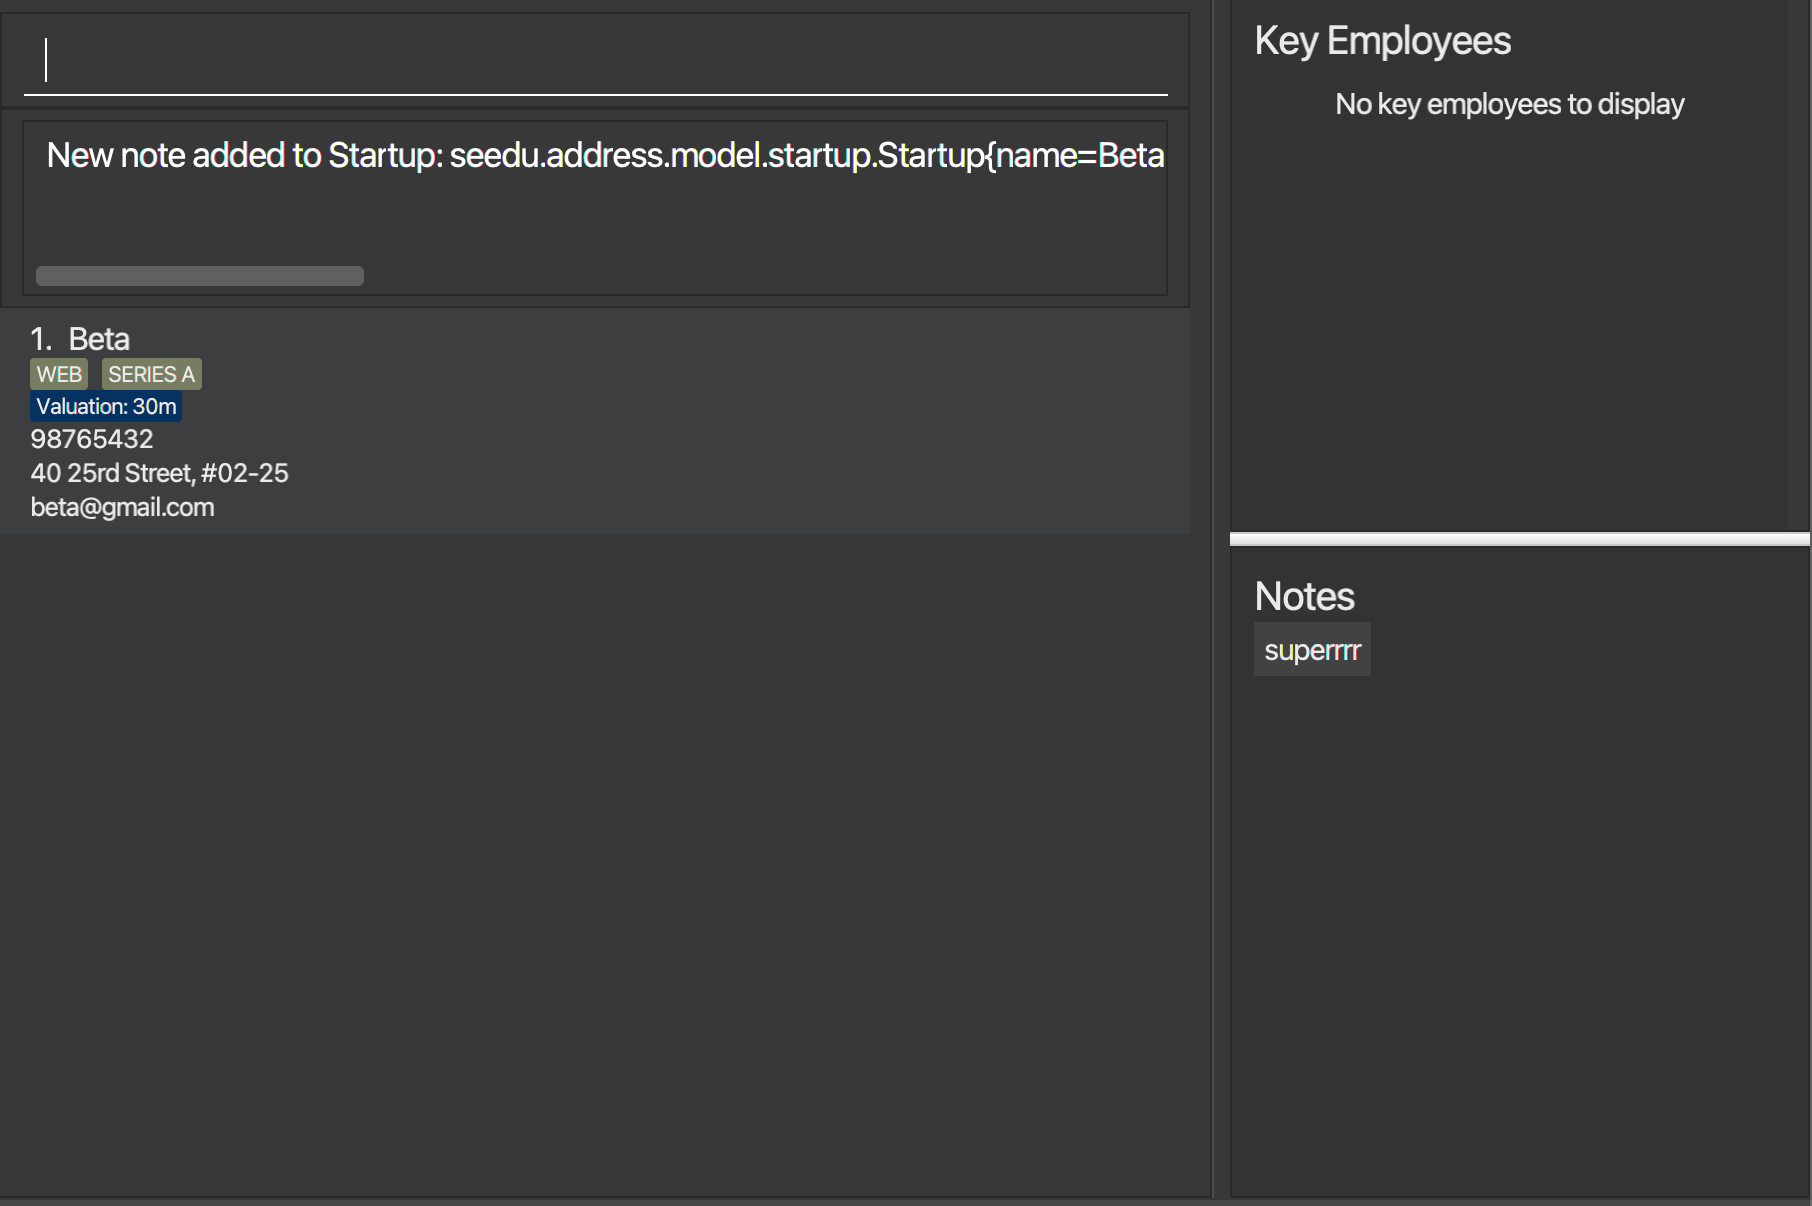 New note added to Startup: seedu.address.model.startup.Startup{name=Beta
1. Beta
WEB SERIES A
Valuation: 30m
98765432
40 25rd Street, #02-25
beta@gmail.com
Key Employees
No key employees to display
Notes
superrrr